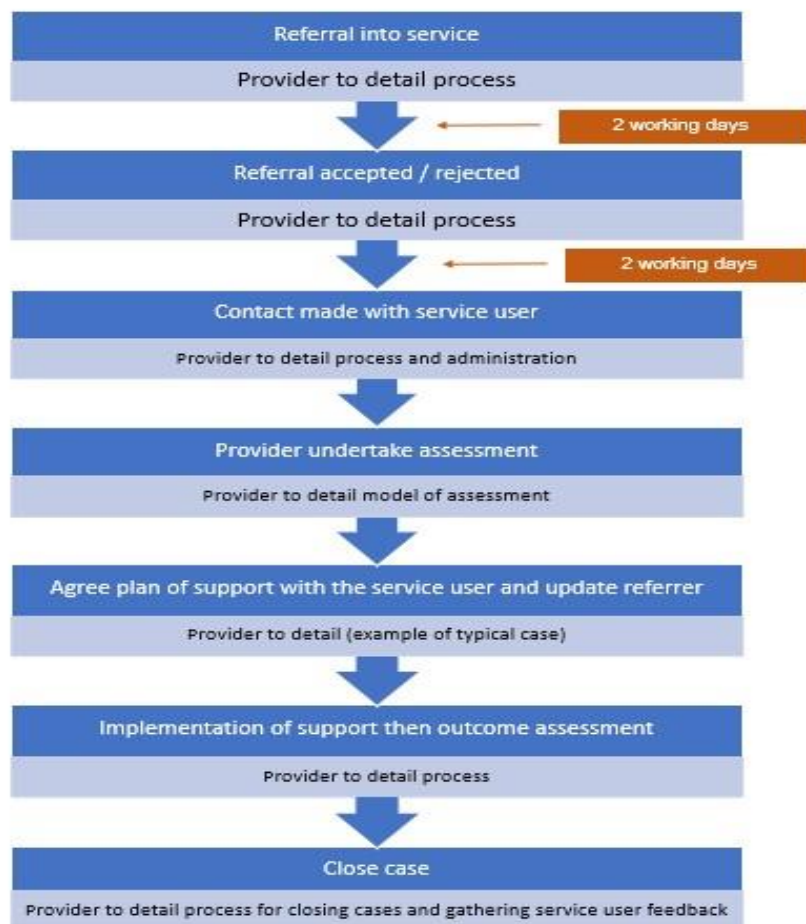 Referral into service
Provider to detail process
2 working days
Referral accepted / rejected
Provider to detail process
2 working days
Contact made with service user
Provider to detail process and administration
Provider undertake assessment
Provider to detail model of assessment
Agree plan of support with the service user and update referrer
Provider to detail (example of typical case)
Implementation of support then outcome assessment
Provider to detail process
Close case
Provider to detail process for closing cases and gathering service user feedback